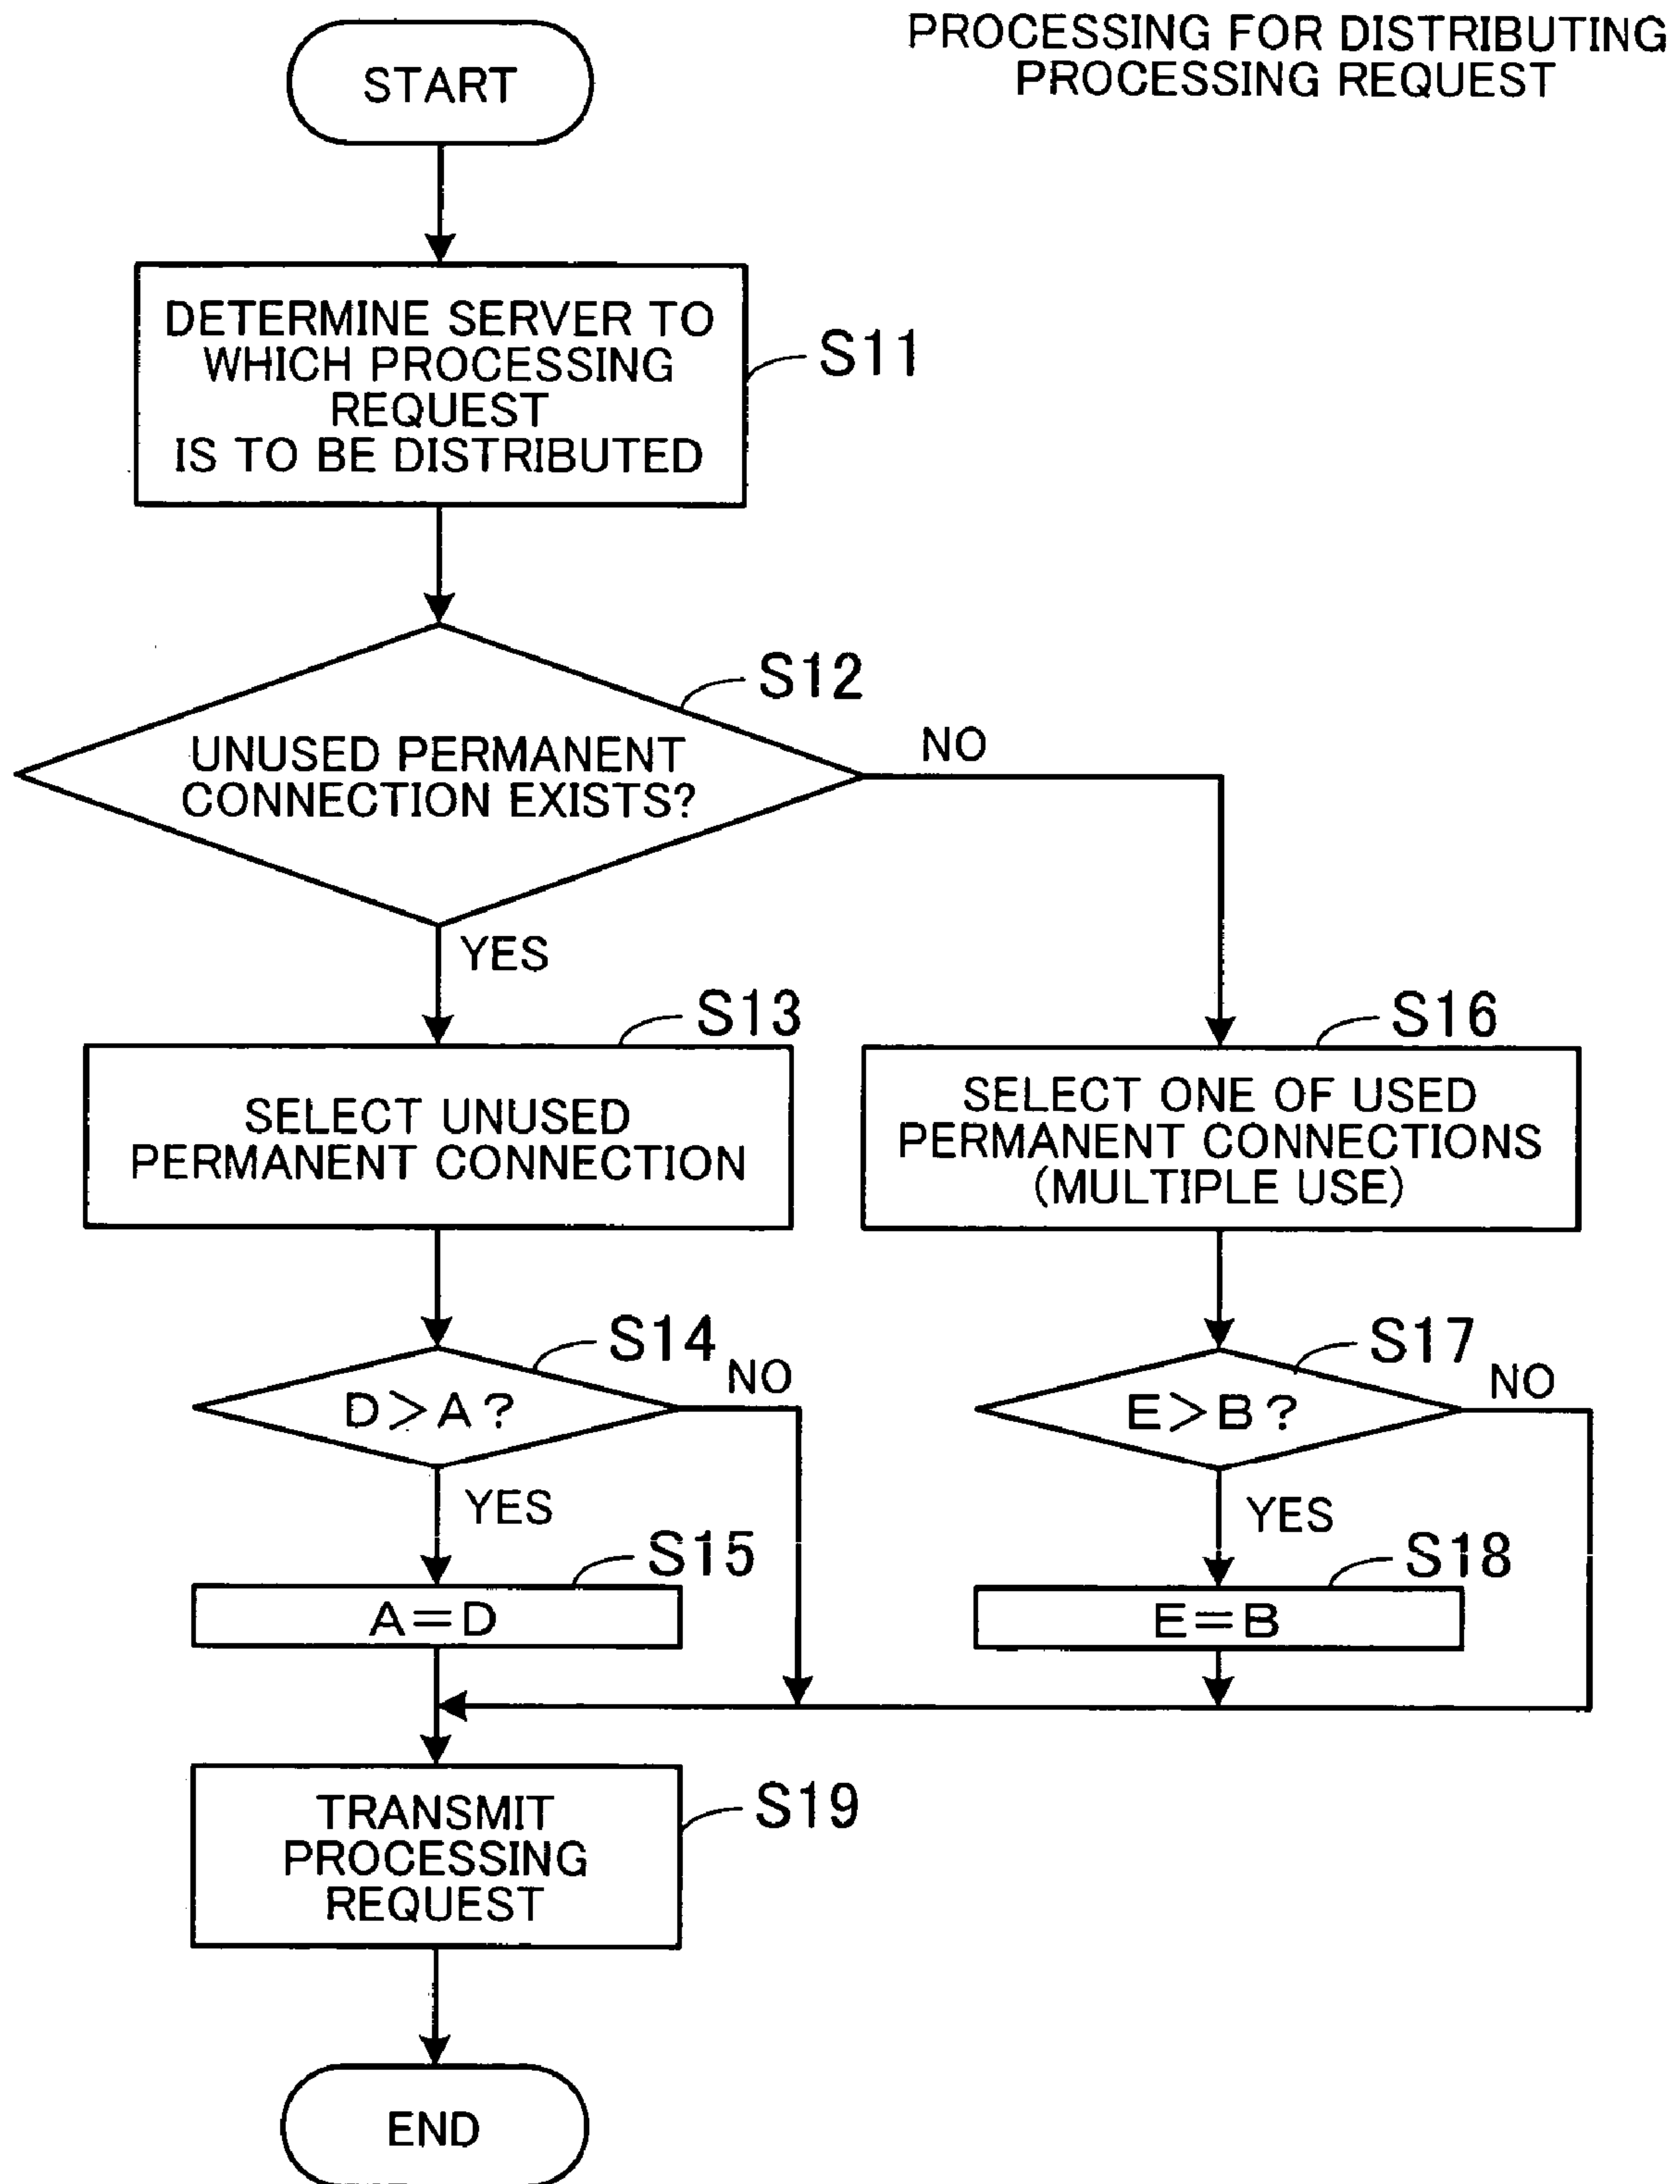 PROCESSING FOR DISTRIBUTING
PROCESSING REQUEST
START
DETERMINE SERVER TO
WHICH PROCESSING
REQUEST
IS TO BE DISTRIBUTED
S11
S12
UNUSED PERMANENT
CONNECTION EXISTS?
NO
YES
S13
SELECT UNUSED
PERMANENT CONNECTION
S16
SELECT ONE OF USED
PERMANENT CONNECTIONS
(MULTIPLE USE)
S14
D>A?
NO
YES
S15
A=D
S17
E>B?
NO
YES
S18
E=B
TRANSMIT
PROCESSING
REQUEST
S19
END